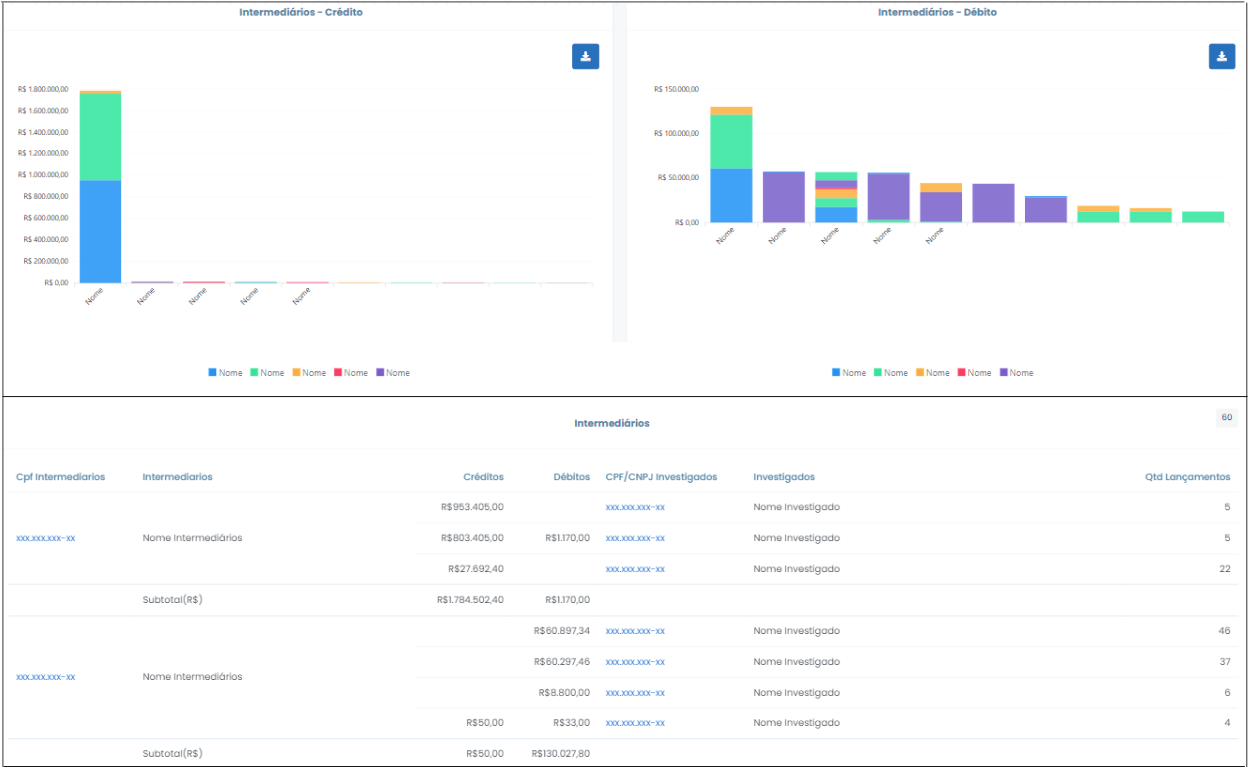 Intermediários - Crédito
R$ 1.800.000,00
R$ 1.600.000,00
R$ 1.400.000,00
R$ 1.200.000,00
R$ 1.000.000,00
R$ 800.000,00
R$ 600.000,00
R$ 400.000,00
R$ 200.000,00
R$ 0,00
Nome Nome Nome Nome Nome
Nome Nome Nome Nome Nome
Intermediários - Débito
R$ 150.000,00
R$ 100.000,00
R$ 50.000,00
R$ 0,00
Nome Nome Nome Nome Nome
Nome Nome Nome Nome Nome
Intermediários 60
Cpf Intermediarios Intermediarios Créditos Débitos CPF/CNPJ Investigados Investigados Qtd Lançamentos
R$953.405,00 xxx.xxx.xxx-xx Nome Investigado 5
xxx.xxx.xxx-xx Nome Intermediários R$803.405,00 R$1.170,00 xxx.xxx.xxx-xx Nome Investigado 5
R$27.692,40 xxx.xxx.xxx-xx Nome Investigado 22
Subtotal(R$) R$1.784.502,40 R$1.170,00
R$60.897,34 xxx.xxx.xxx-xx Nome Investigado 46
R$60.297,46 xxx.xxx.xxx-xx Nome Investigado 37
xxx.xxx.xxx-xx Nome Intermediários
R$8.800,00 xxx.xxx.xxx-xx Nome Investigado 6
R$50,00 R$33,00 xxx.xxx.xxx-xx Nome Investigado 4
Subtotal(R$) R$50,00 R$130.027,80